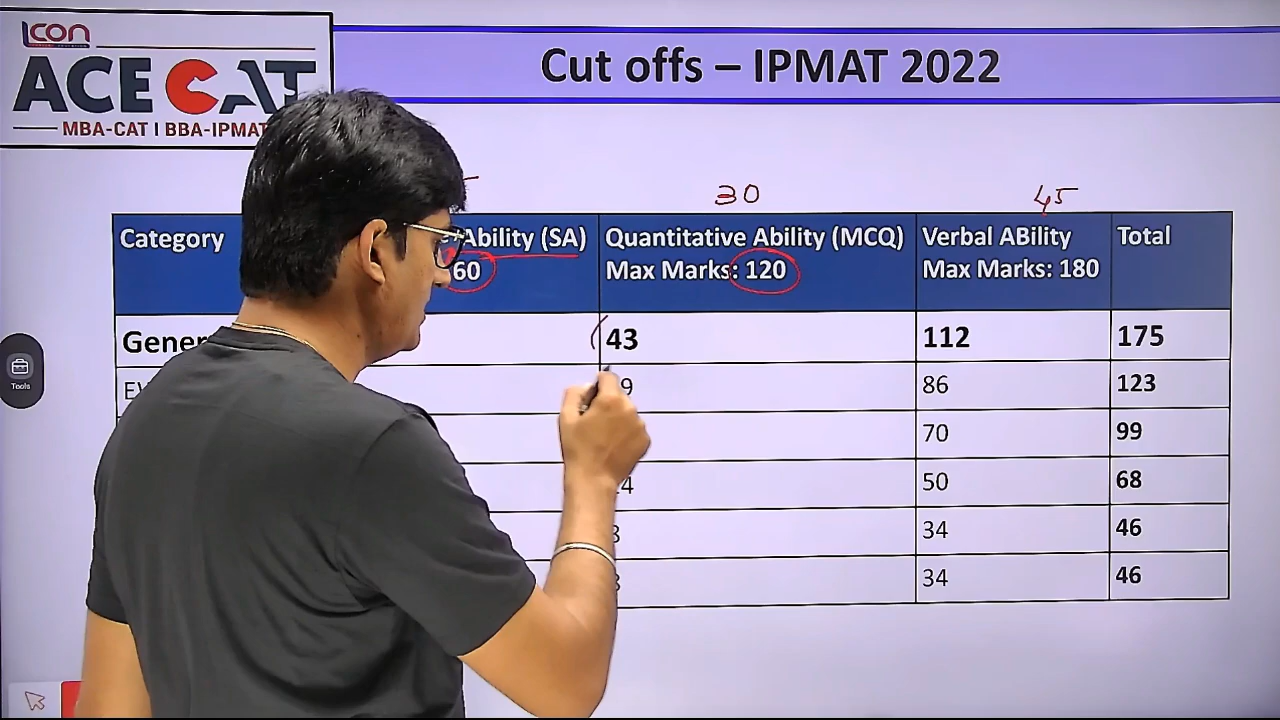 Icon
ACE CAT
MBA-CAT I BBA-IPMAT
Cut offs – IPMAT 2022
30
45
Category
Ability (SA)
60
Quantitative Ability (MCQ)
Max Marks: 120
Verbal ABility
Max Marks: 180
Total
43
112
175
86
123
70
99
50
68
34
46
34
46
Tools